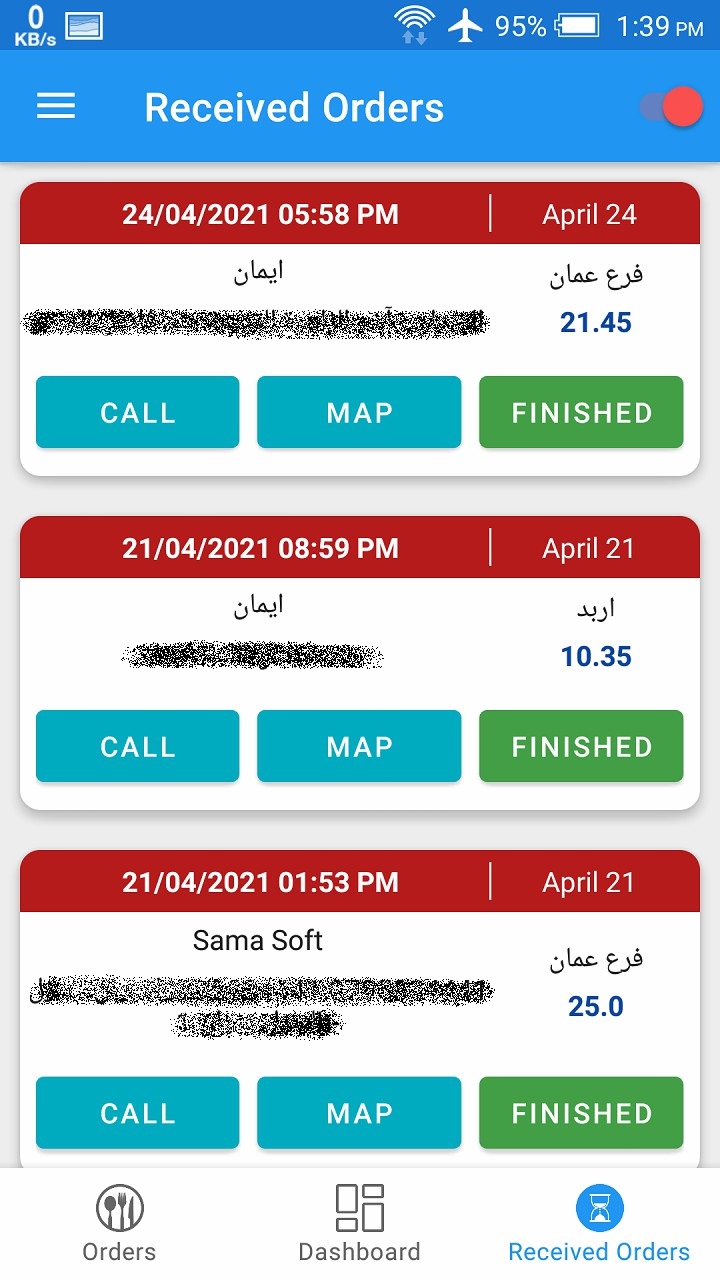 0
KB/s
95%
1:39 PM
Received Orders
24/04/2021 05:58 PM
April 24
ايمان
فرع عمان
21.45
CALL
MAP
FINISHED
21/04/2021 08:59 PM
April 21
ايمان
اربد
10.35
CALL
MAP
FINISHED
21/04/2021 01:53 PM
April 21
Sama Soft
فرع عمان
25.0
CALL
MAP
FINISHED
Orders
Dashboard
Received Orders